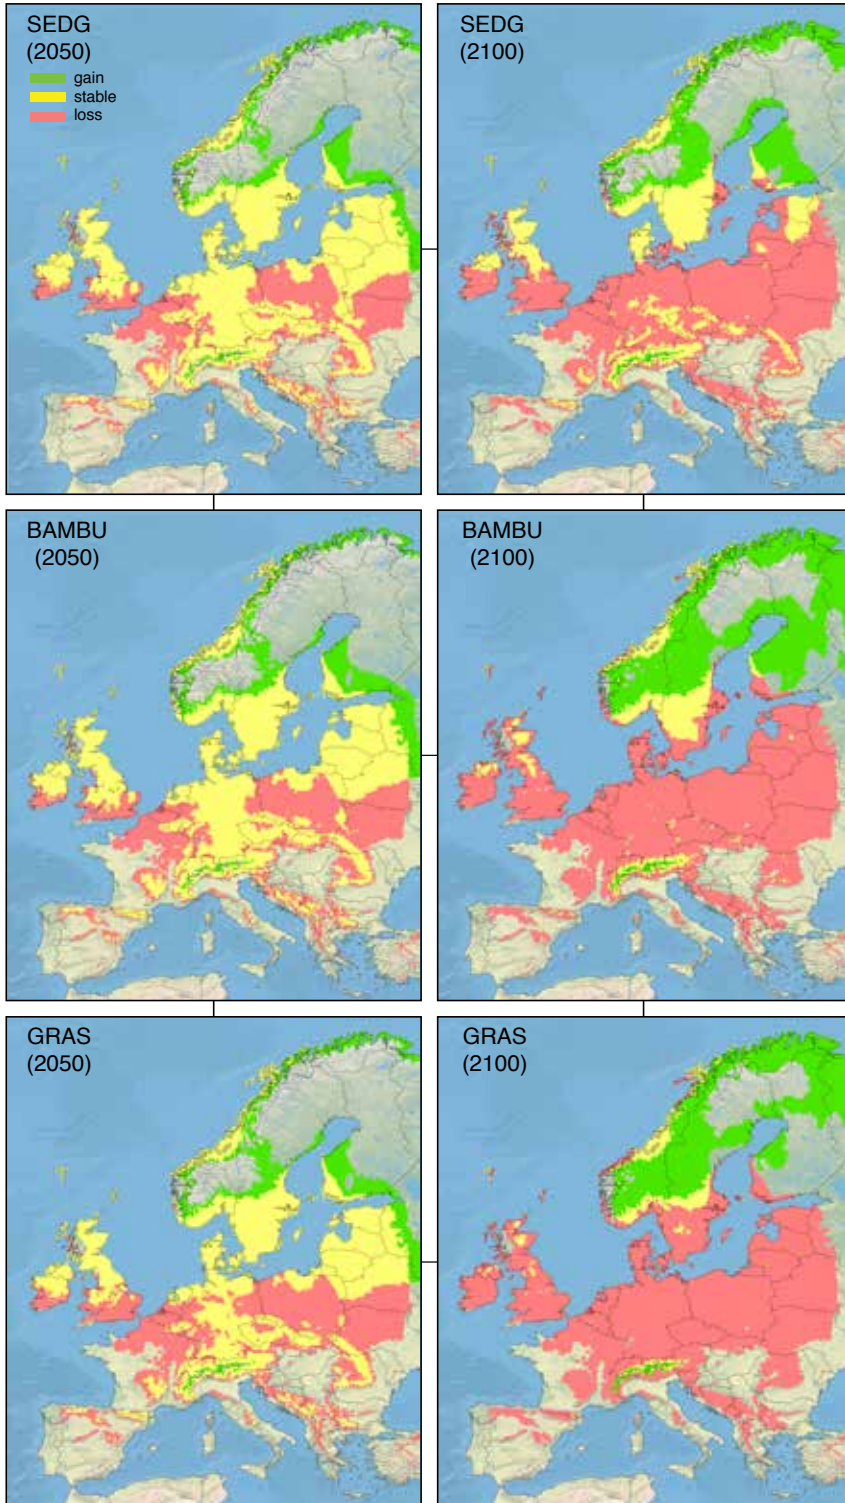 SEDG
(2050)
gain
stable
loss
SEDG
(2100)
BAMBU
(2050)
BAMBU
(2100)
GRAS
(2050)
GRAS
(2100)